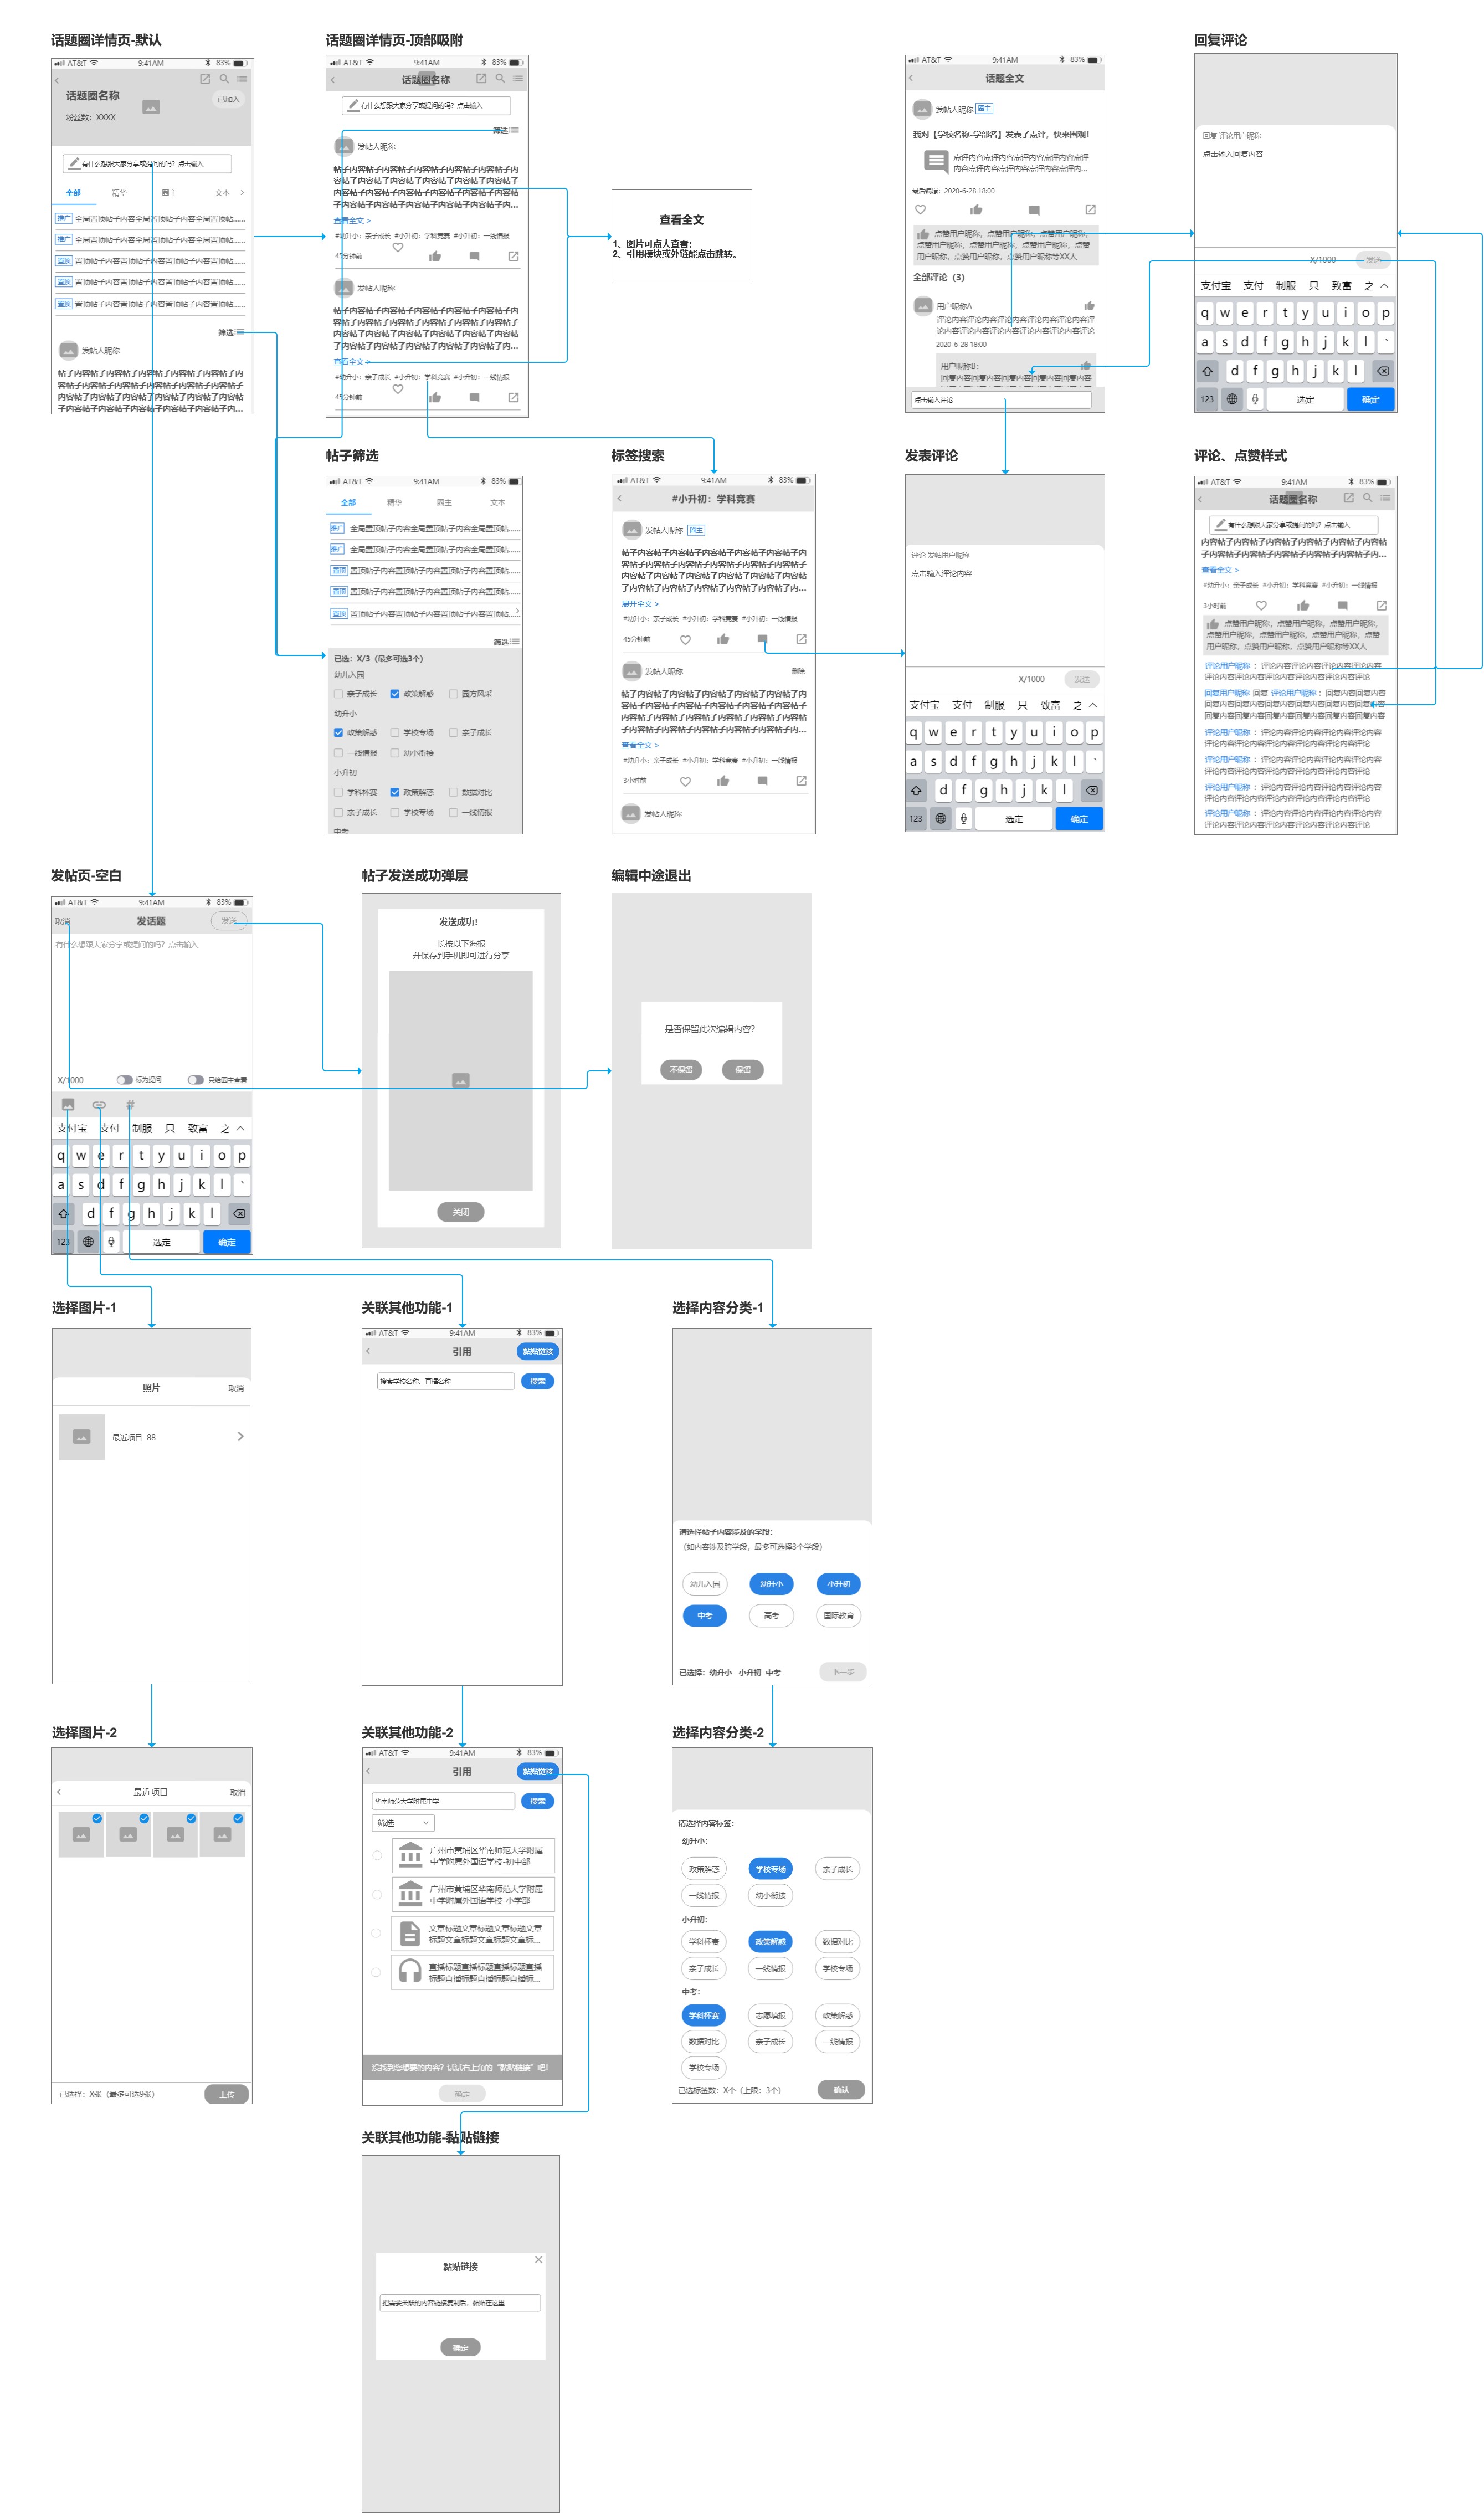 话题圈详情页-默认
AT&T 9:41AM 83%
话题圈名称
已加入
粉丝数：XXXX
有什么想跟大家分享或提问的吗？点击输入
全部 精华 圈主 文本
推广 全局置顶帖子内容全局置顶帖子内容全局置顶帖......
推广 全局置顶帖子内容全局置顶帖子内容全局置顶帖......
置顶 置顶帖子内容置顶帖子内容置顶帖子内容置顶帖......
置顶 置顶帖子内容置顶帖子内容置顶帖子内容置顶帖......
置顶 置顶帖子内容置顶帖子内容置顶帖子内容置顶帖......
筛选
发帖人昵称
帖子内容帖子内容帖子内容帖子内容帖子内容帖子内
容帖子内容帖子内容帖子内容帖子内容帖子内容帖子
内容帖子内容帖子内容帖子内容帖子内容帖子内容帖
子内容帖子内容帖子内容帖子内容帖子内容帖子内...
话题圈详情页-顶部吸附
AT&T 9:41AM 83%
话题圈名称
有什么想跟大家分享或提问的吗？点击输入
筛选
发帖人昵称
帖子内容帖子内容帖子内容帖子内容帖子内容帖子内
容帖子内容帖子内容帖子内容帖子内容帖子内容帖子
内容帖子内容帖子内容帖子内容帖子内容帖子内容帖
子内容帖子内容帖子内容帖子内容帖子内容帖子内...
查看全文 >
#幼升小：亲子成长 #小升初：学科竞赛 #小升初：一线情报
45分钟前
发帖人昵称
帖子内容帖子内容帖子内容帖子内容帖子内容帖子内
容帖子内容帖子内容帖子内容帖子内容帖子内容帖子
内容帖子内容帖子内容帖子内容帖子内容帖子内容帖
子内容帖子内容帖子内容帖子内容帖子内容帖子内...
查看全文 >
#幼升小：亲子成长 #小升初：学科竞赛 #小升初：一线情报
45分钟前
查看全文
1、图片可点大查看；
2、引用模块或外链能点击跳转。
AT&T 9:41AM 83%
话题全文
发帖人昵称 圈主
我对【学校名称-学部名】发表了点评，快来围观！
点评内容点评内容点评内容点评内容点评
内容点评内容点评内容点评内容点评内...
最后编辑：2020-6-28 18:00
点赞用户昵称，点赞用户昵称，点赞用户昵称，
点赞用户昵称，点赞用户昵称，点赞用户昵称，点赞
用户昵称，点赞用户昵称，点赞用户昵称等XX人
全部评论（3）
用户昵称A
评论内容评论内容评论内容评论内容评论内容评
论内容评论内容评论内容评论内容评论内容评论
2020-6-28 18:00
用户昵称B：
回复内容回复内容回复内容回复内容回复内容
点击输入评论
回复评论
回复 评论用户昵称
点击输入回复内容
X/1000 发送
支付宝 支付 制服 只 致富 之
q w e r t y u i o p
a s d f g h j k l `
d f g h j k l
123 选定 确定
帖子筛选
AT&T 9:41AM 83%
全部 精华 圈主 文本
推广 全局置顶帖子内容全局置顶帖子内容全局置顶帖......
推广 全局置顶帖子内容全局置顶帖子内容全局置顶帖......
置顶 置顶帖子内容置顶帖子内容置顶帖子内容置顶帖......
置顶 置顶帖子内容置顶帖子内容置顶帖子内容置顶帖......
置顶 置顶帖子内容置顶帖子内容置顶帖子内容置顶帖......
筛选
已选：X/3（最多可选3个）
幼儿入园
亲子成长 政策解惑 园方风采
幼升小
政策解惑 学校专场 亲子成长
一线情报 幼小衔接
小升初
学科杯赛 政策解惑 数据对比
亲子成长 学校专场 一线情报
中考
标签搜索
AT&T 9:41AM 83%
#小升初：学科竞赛
发帖人昵称 圈主
帖子内容帖子内容帖子内容帖子内容帖子内容帖子内
容帖子内容帖子内容帖子内容帖子内容帖子内容帖子
内容帖子内容帖子内容帖子内容帖子内容帖子内容帖
子内容帖子内容帖子内容帖子内容帖子内容帖子内...
展开全文 >
#幼升小：亲子成长 #小升初：学科竞赛 #小升初：一线情报
45分钟前
发帖人昵称 删除
帖子内容帖子内容帖子内容帖子内容帖子内容帖子内
容帖子内容帖子内容帖子内容帖子内容帖子内容帖子
内容帖子内容帖子内容帖子内容帖子内容帖子内容帖
子内容帖子内容帖子内容帖子内容帖子内容帖子内...
查看全文 >
#幼升小：亲子成长 #小升初：学科竞赛 #小升初：一线情报
3小时前
发帖人昵称
发表评论
评论 发帖用户昵称
点击输入评论内容
X/1000 发送
支付宝 支付 制服 只 致富 之
q w e r t y u i o p
a s d f g h j k l `
d f g h j k l
123 选定 确定
评论、点赞样式
AT&T 9:41AM 83%
话题圈名称
有什么想跟大家分享或提问的吗？点击输入
内容帖子内容帖子内容帖子内容帖子内容帖子内容帖
子内容帖子内容帖子内容帖子内容帖子内容帖子内...
查看全文 >
#幼升小：亲子成长 #小升初：学科竞赛 #小升初：一线情报
3小时前
点赞用户昵称，点赞用户昵称，点赞用户昵称，
点赞用户昵称，点赞用户昵称，点赞用户昵称，点赞
用户昵称，点赞用户昵称，点赞用户昵称等XX人
评论用户昵称 ：评论内容评论内容评论内容评论内容
评论内容评论内容评论内容评论内容评论内容评论
回复用户昵称 回复 评论用户昵称：回复内容回复内容
回复内容回复内容回复内容回复内容回复内容回复内容
回复内容回复内容回复内容回复内容回复内容回复内容
评论用户昵称 ：评论内容评论内容评论内容评论内容
评论内容评论内容评论内容评论内容评论内容评论
评论用户昵称 ：评论内容评论内容评论内容评论内容
评论内容评论内容评论内容评论内容评论内容评论
评论用户昵称 ：评论内容评论内容评论内容评论内容
评论内容评论内容评论内容评论内容评论内容评论
评论用户昵称 ：评论内容评论内容评论内容评论内容
评论内容评论内容评论内容评论内容评论内容评论
发帖页-空白
AT&T 9:41AM 83%
取消 发话题 发送
有什么想跟大家分享或提问的吗？点击输入
X/1000 标为提问 只给圈主查看
#
支付宝 支付 制服 只 致富 之
q w e r t y u i o p
a s d f g h j k l `
d f g h j k l
123 选定 确定
帖子发送成功弹层
发送成功！
长按以下海报
并保存到手机即可进行分享
关闭
编辑中途退出
是否保留此次编辑内容？
不保留 保留
选择图片-1
照片 取消
最近项目 88
关联其他功能-1
AT&T 9:41AM 83%
引用 黏贴链接
搜索学校名称、直播名称 搜索
选择内容分类-1
请选择帖子内容涉及的学段：
（如内容涉及跨学段，最多可选择3个学段）
幼儿入园 幼升小 小升初
中考 高考 国际教育
已选择：幼升小 小升初 中考 下一步
选择图片-2
最近项目 取消
已选择：X张（最多可选9张） 上传
关联其他功能-2
AT&T 9:41AM 83%
引用 黏贴链接
华南师范大学附属中学 搜索
筛选
广州市黄埔区华南师范大学附属
中学附属外国语学校-初中部
广州市黄埔区华南师范大学附属
中学附属外国语学校-小学部
文章标题文章标题文章标题文章
标题文章标题文章标题文章标...
直播标题直播标题直播标题直播
标题直播标题直播标题直播标...
没找到您想要的内容？试试右上角的“黏贴链接”吧！
确定
选择内容分类-2
请选择内容标签：
幼升小：
政策解惑 学校专场 亲子成长
一线情报 幼小衔接
小升初：
学科杯赛 政策解惑 数据对比
亲子成长 一线情报 学校专场
中考：
学科杯赛 志愿填报 政策解惑
数据对比 亲子成长 一线情报
学校专场
已选标签数：X个（上限：3个） 确认
关联其他功能-黏贴链接
黏贴链接
把需要关联的内容链接复制后，黏贴在这里
确定